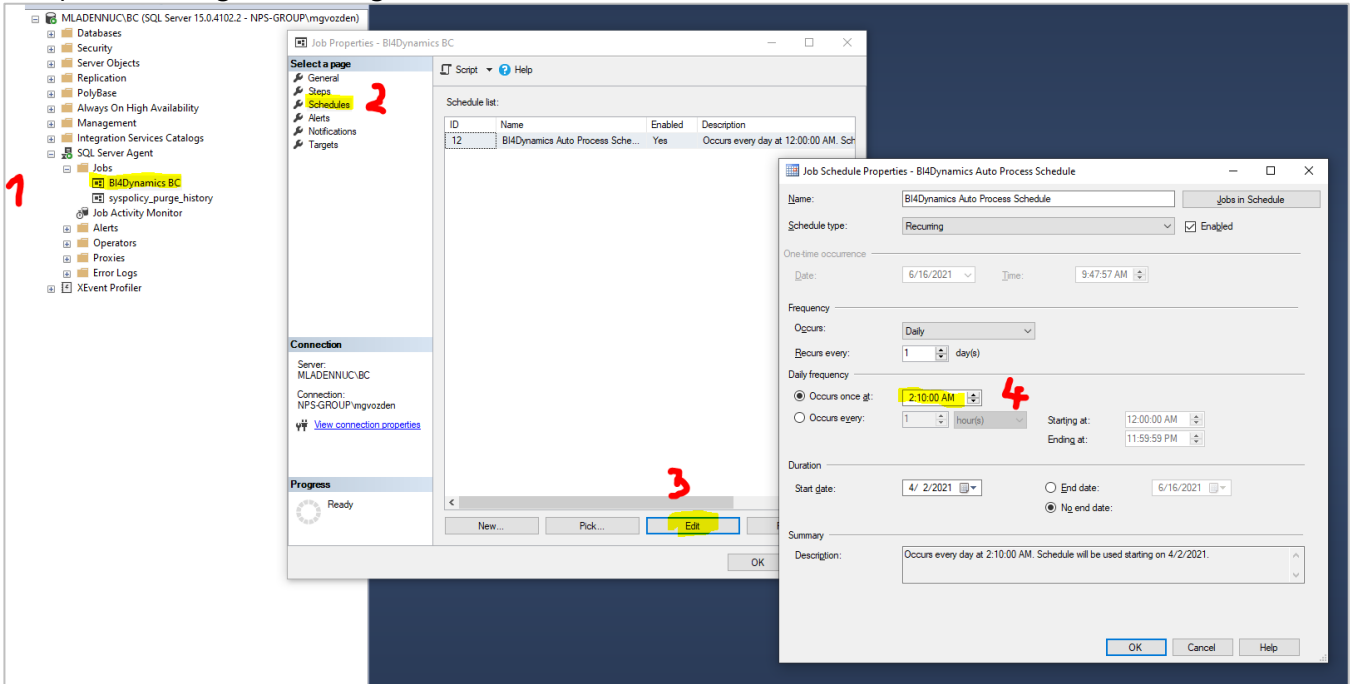 MLADENNUC\BC (SQL Server 15.0.4102.2 - NPS-GROUP\mgvozden)
Databases
Security
Server Objects
Replication
PolyBase
Always On High Availability
Management
Integration Services Catalogs
SQL Server Agent
Jobs
1
BI4Dynamics BC
syspolicy_purge_history
Job Activity Monitor
Alerts
Operators
Proxies
Error Logs
XEvent Profiler
Job Properties - BI4Dynamics BC
Select a page
General
Steps
Schedules
2
Alerts
Notifications
Targets
Script
Help
Schedule list:
ID Name Enabled Description
12 BI4Dynamics Auto Process Sche... Yes Occurs every day at 12:00:00 AM. Sch
Connection
Server:
MLADENNUC\BC
Connection:
NPS-GROUP\mgvozden
View connection properties
Progress
Ready
3
New... Pick... Edit
OK
Job Schedule Properties - BI4Dynamics Auto Process Schedule
Name: BI4Dynamics Auto Process Schedule Jobs in Schedule
Schedule type: Recurring Enabled
One-time occurrence
Date: 6/16/2021 Time: 9:47:57 AM
Frequency
Occurs: Daily
Recurs every: 1 day(s)
Daily frequency
Occurs once at: 2:10:00 AM 4
Occurs every: 1 hour(s) Starting at: 12:00:00 AM
Ending at: 11:59:59 PM
Duration
Start date: 4/ 2/2021 End date: 6/16/2021
No end date:
Summary
Description: Occurs every day at 2:10:00 AM. Schedule will be used starting on 4/2/2021.
OK Cancel Help